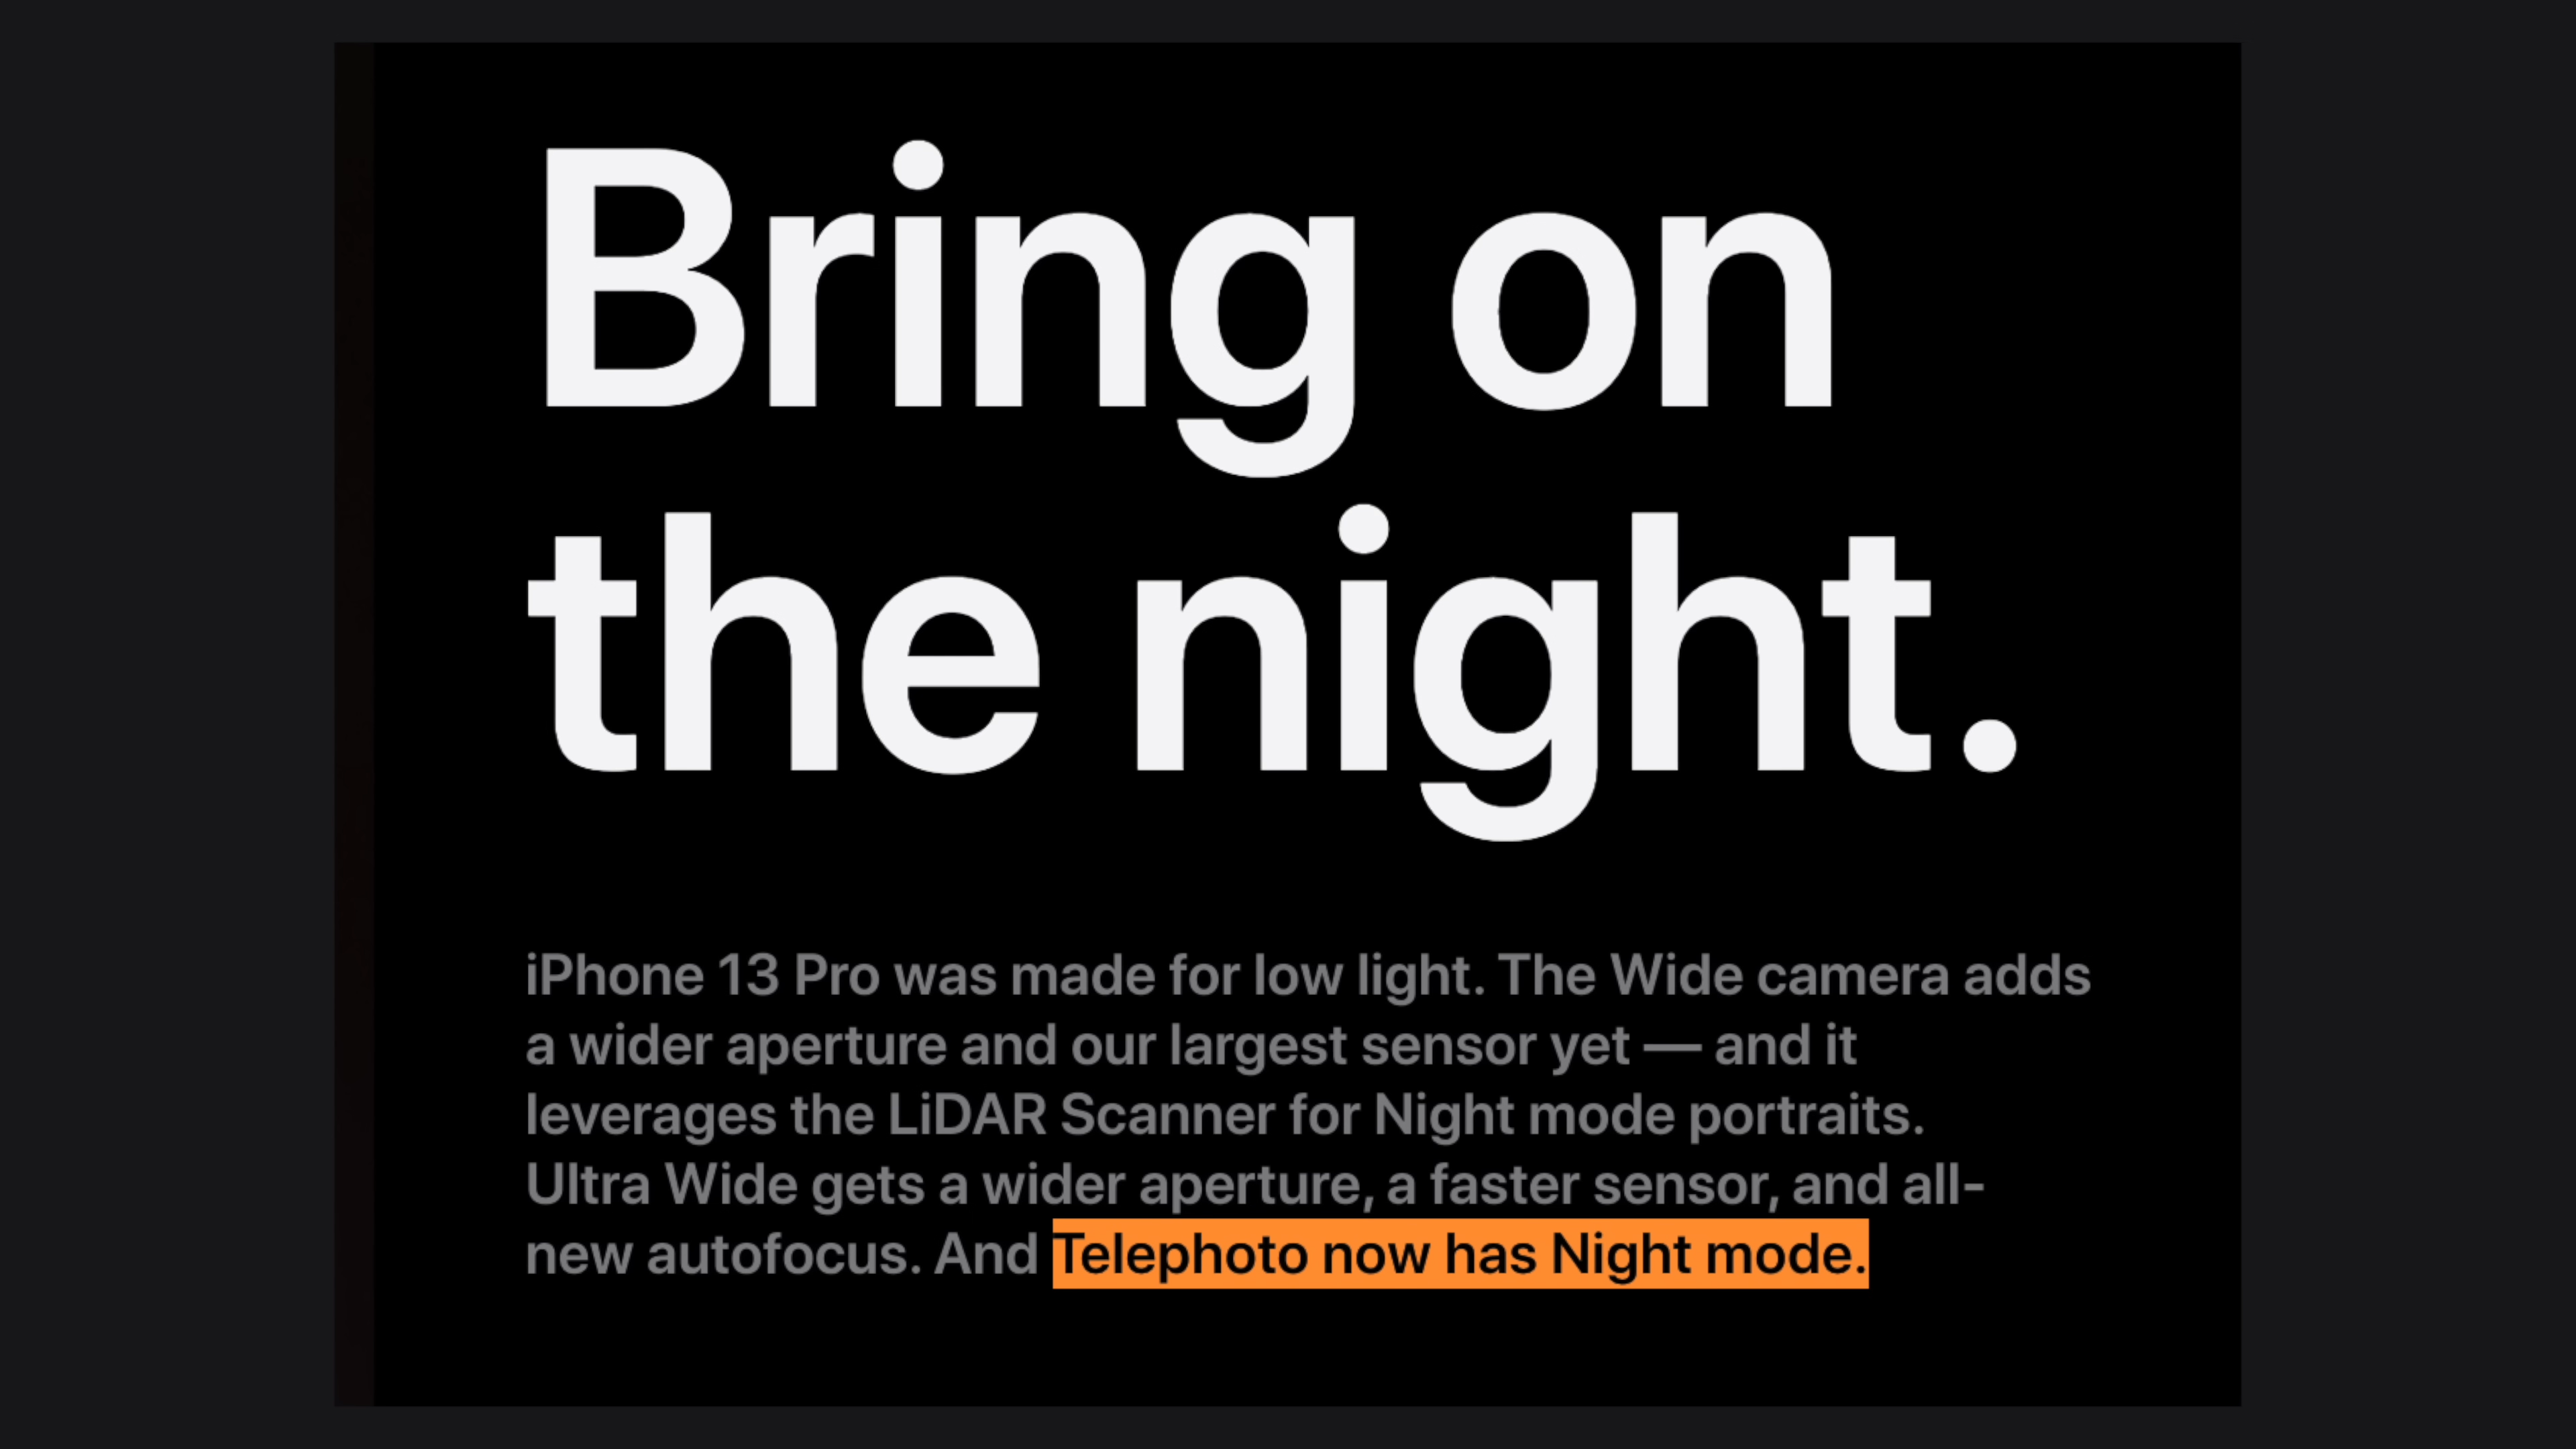 Bring on
the night.
iPhone 13 Pro was made for low light. The Wide camera adds
a wider aperture and our largest sensor yet — and it
leverages the LiDAR Scanner for Night mode portraits.
Ultra Wide gets a wider aperture, a faster sensor, and all-
new autofocus. And Telephoto now has Night mode.